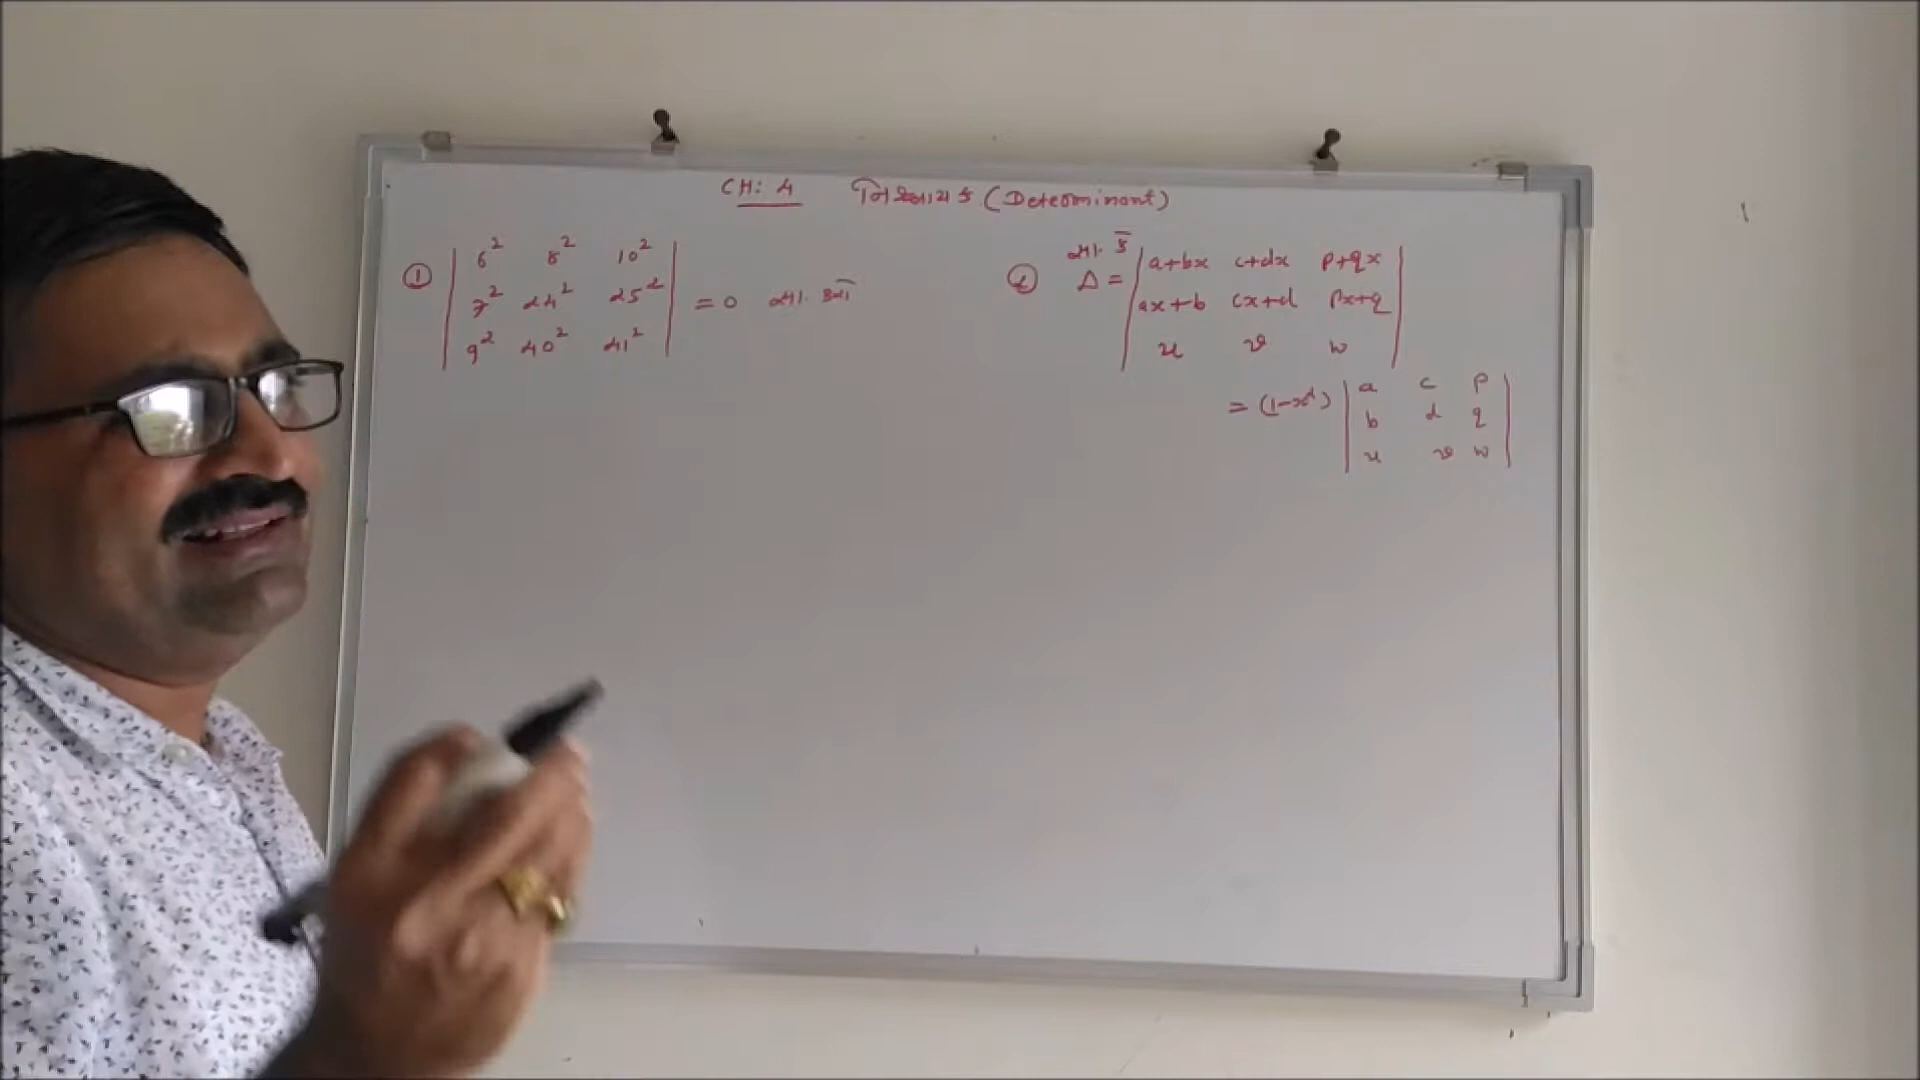 CH: 4 નિશ્ચાયક (Determinant)
① | 6² 8² 10² |
| 7² 24² 25² | = 0 સા. કરો
| 9² 40² 41² |
② સા. કે Δ = | a+bx c+dx p+qx |
| ax+b cx+d px+q |
| u v w |
= (1-x²) | a c p |
| b d q |
| u v w |